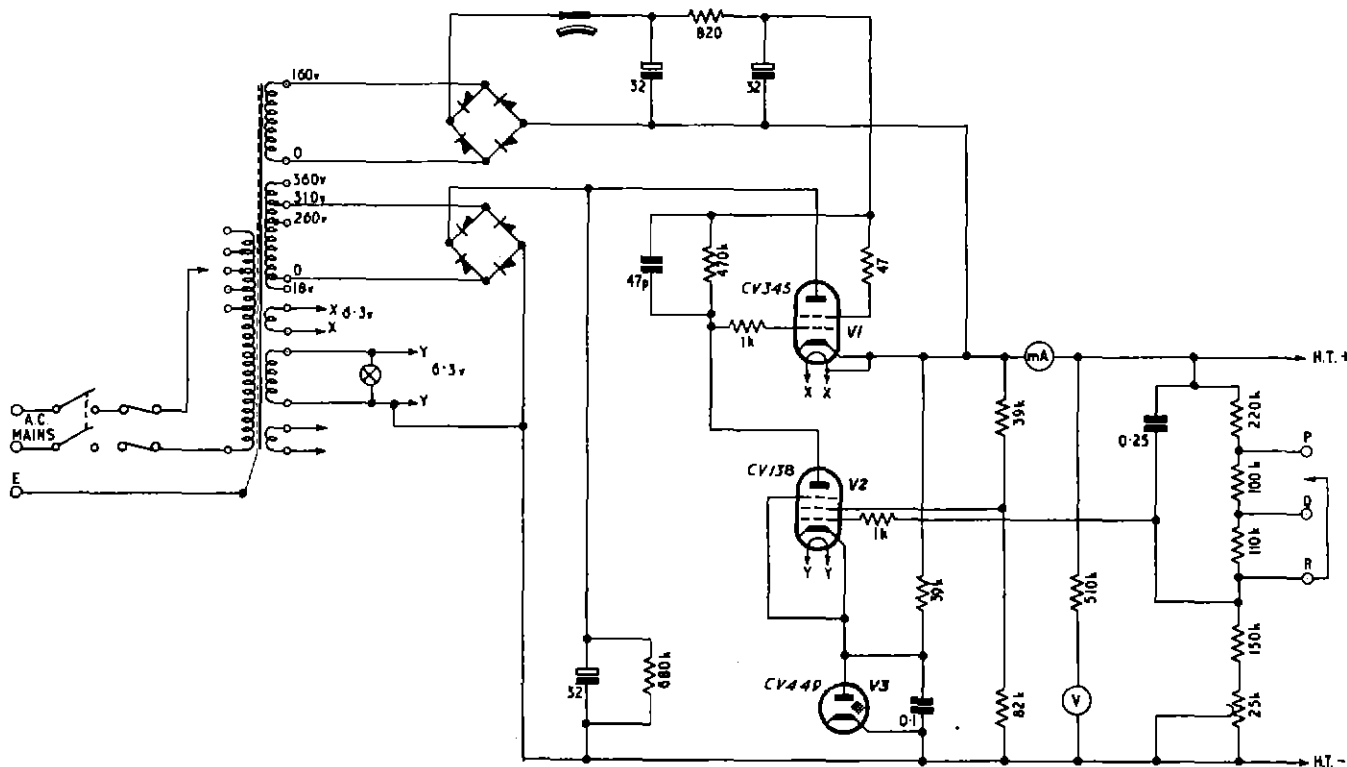 820
160v
32
32
0
360v
310v
260v
47p
470k
47
CV345
0
18v
1k
V1
X 6·3v
X
X X
mA
H.T. +
Y
6·3v
Y
39k
0·25
220k
P
A.C.
MAINS
CV138
V2
100k
Q
E
1k
110k
Y Y
R
39k
510k
150k
32
680k
CV449
V3
0·1
82k
V
25k
H.T. -